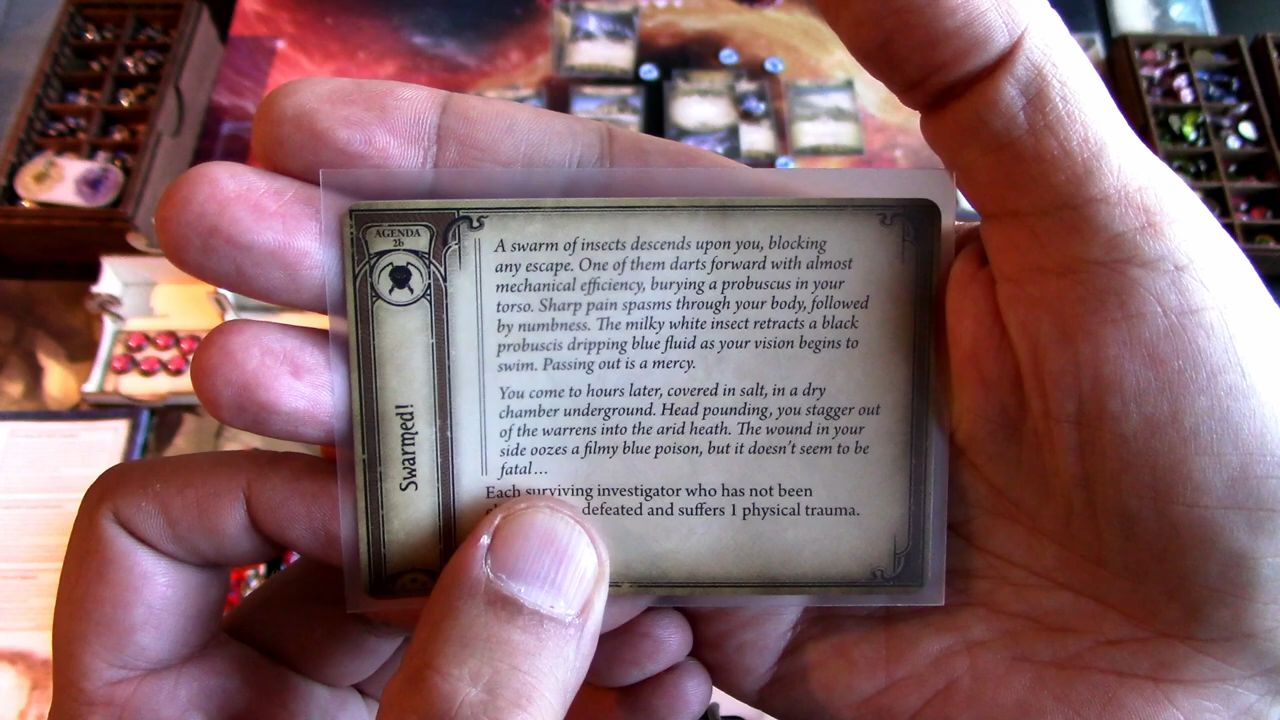 AGENDA
2b
Swarmed!
A swarm of insects descends upon you, blocking
any escape. One of them darts forward with almost
mechanical efficiency, burying a probuscus in your
torso. Sharp pain spasms through your body, followed
by numbness. The milky white insect retracts a black
probuscis dripping blue fluid as your vision begins to
swim. Passing out is a mercy.
You come to hours later, covered in salt, in a dry
chamber underground. Head pounding, you stagger out
of the warrens into the arid heath. The wound in your
side oozes a filmy blue poison, but it doesn't seem to be
fatal…
Each surviving investigator who has not been
defeated and suffers 1 physical trauma.